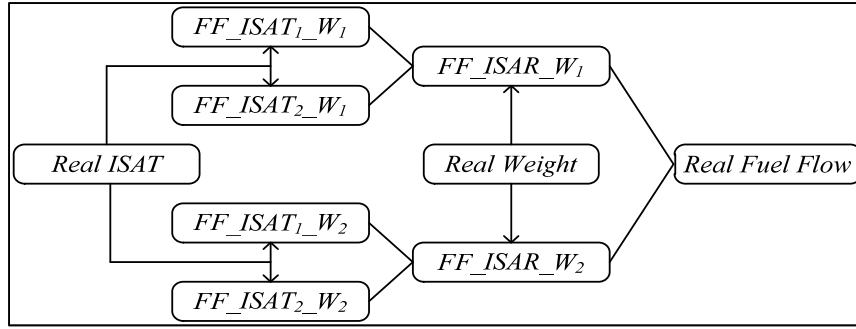 FF_ISAT₁_W₁
FF_ISAR_W₁
FF_ISAT₂_W₁
Real ISAT
Real Weight
Real Fuel Flow
FF_ISAT₁_W₂
FF_ISAR_W₂
FF_ISAT₂_W₂